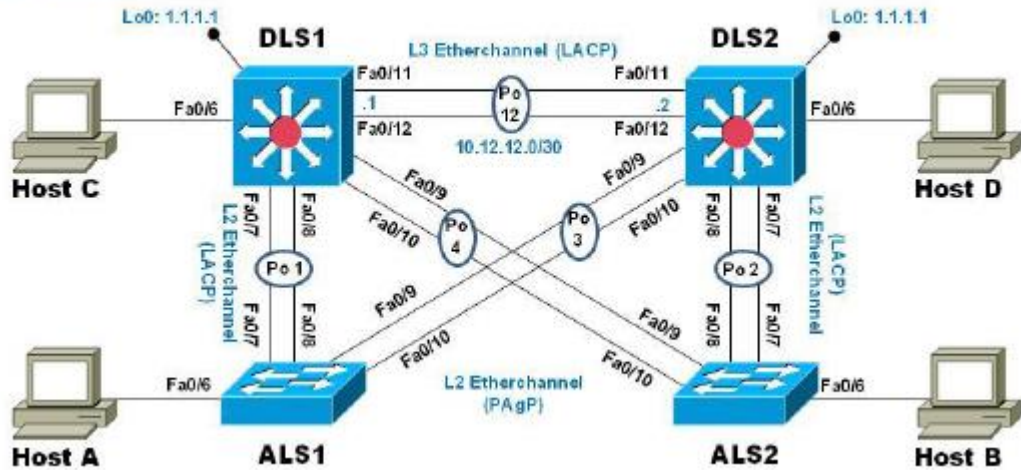 Lo0: 1.1.1.1
Lo0: 1.1.1.1
DLS1
L3 Etherchannel (LACP)
DLS2
Fa0/11
Fa0/11
Fa0/6
.1
Po
12
.2
Fa0/6
Fa0/12
Fa0/12
10.12.12.0/30
Host C
Host D
Fa0/9
Fa0/9
Fa0/7
Fa0/8
Fa0/10
Po
4
Po
3
Fa0/10
Fa0/8
Fa0/7
L2 Etherchannel
(LACP)
Po 1
Po 2
L2 Etherchannel
(LACP)
Fa0/7
Fa0/8
Fa0/9
Fa0/10
Fa0/9
Fa0/10
Fa0/8
Fa0/7
Fa0/6
L2 Etherchannel
(PAgP)
Fa0/6
Host A
ALS1
ALS2
Host B